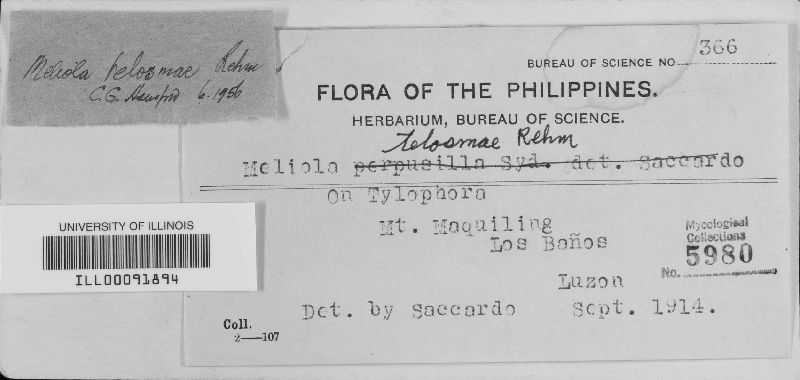 Meliola telosmae Rehm
C.G. Hansford 6.1956
BUREAU OF SCIENCE NO. 366
FLORA OF THE PHILIPPINES.
HERBARIUM, BUREAU OF SCIENCE.
telosmae Rehm
Meliola perpusilla Syd. det. Saccardo
On Tylophora
Mt. Maquiling
Los Baños
Luzon
Det. by Saccardo Sept. 1914.
Coll.
2—107
Mycological
Collections
5980
No.
UNIVERSITY OF ILLINOIS
ILL00091894